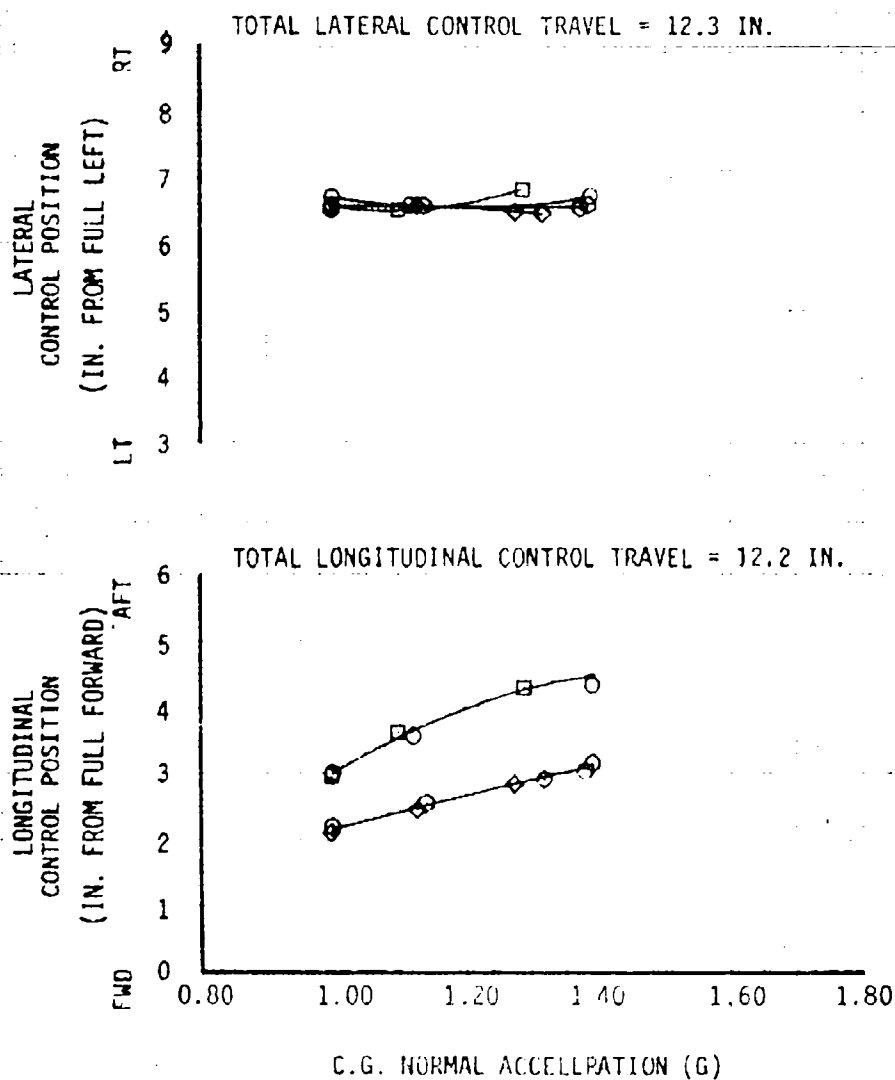 TOTAL LATERAL CONTROL TRAVEL = 12.3 IN.
RT
9
8
7
6
5
4
3
LT
LATERAL
CONTROL POSITION
(IN. FROM FULL LEFT)
TOTAL LONGITUDINAL CONTROL TRAVEL = 12.2 IN.
AFT
6
5
4
3
2
1
0
FWD
LONGITUDINAL
CONTROL POSITION
(IN. FROM FULL FORWARD)
0.80 1.00 1.20 1.40 1.60 1.80
C.G. NORMAL ACCELLPATION (G)